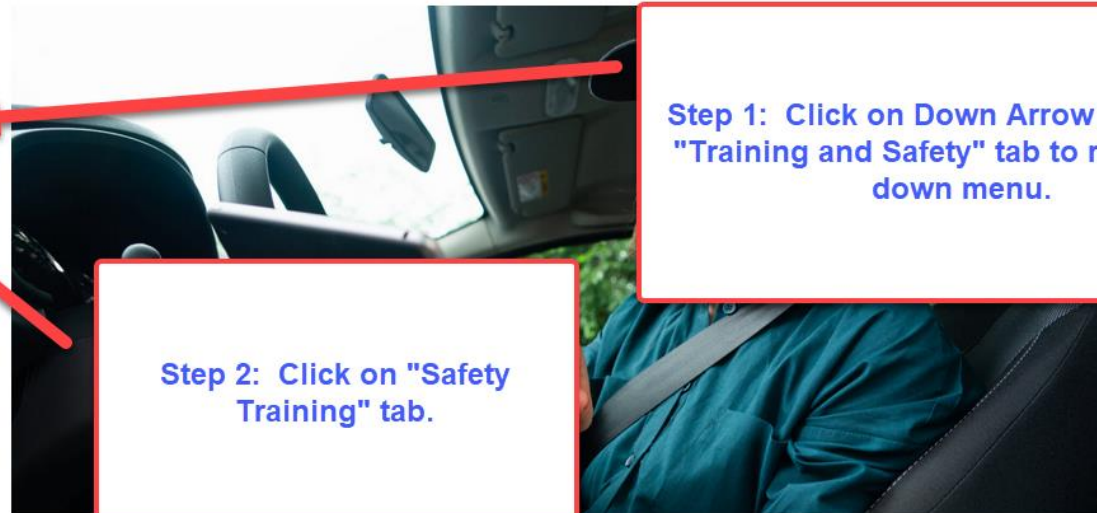 Step 1:  Click on Down Arrow
"Training and Safety" tab to
down menu.
Step 2:  Click on "Safety
Training" tab.